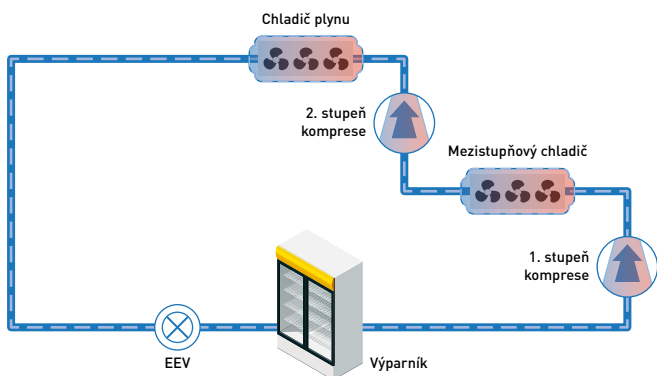 Chladič plynu
2. stupeň
komprese
Mezistupňový chladič
1. stupeň
komprese
EEV
Výparník